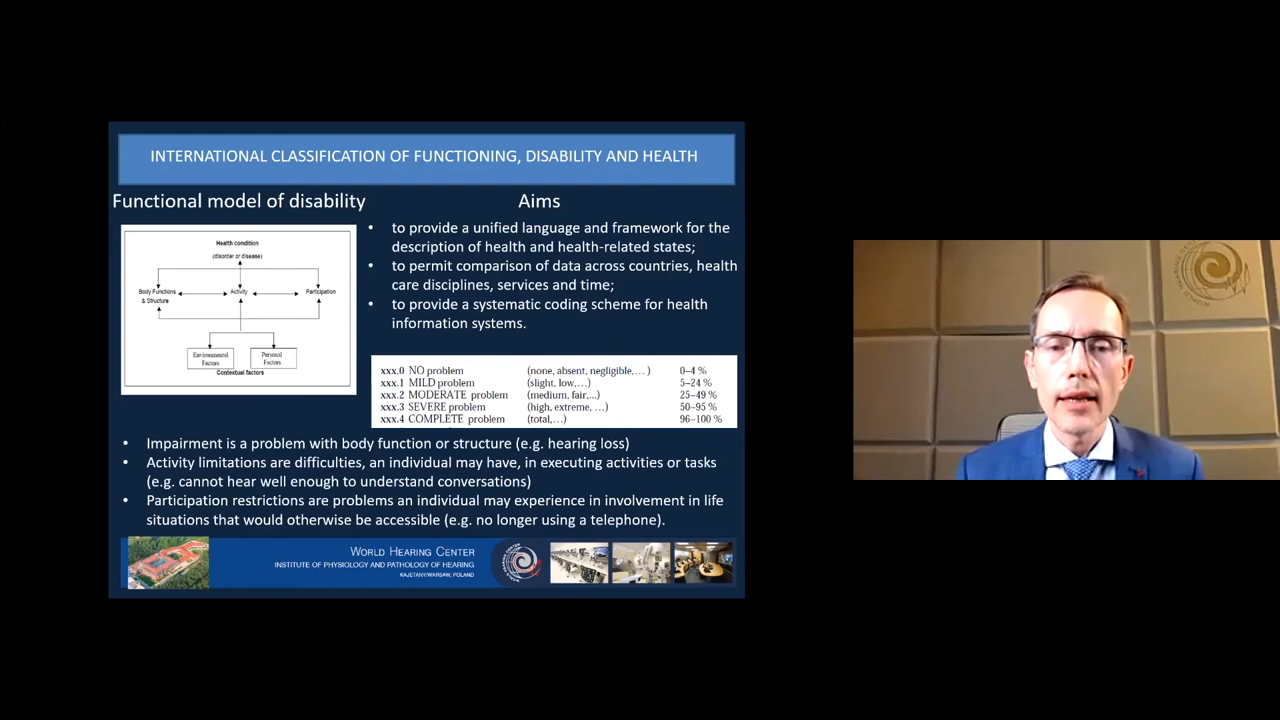 INTERNATIONAL CLASSIFICATION OF FUNCTIONING, DISABILITY AND HEALTH
Functional model of disability
Health condition
(disorder or disease)
Body Functions
& Structure
Activity
Participation
Environmental
Factors
Personal
Factors
Contextual factors
Aims
• to provide a unified language and framework for the
description of health and health-related states;
• to permit comparison of data across countries, health
care disciplines, services and time;
• to provide a systematic coding scheme for health
information systems.
xxx.0 NO problem (none, absent, negligible,… ) 0–4 %
xxx.1 MILD problem (slight, low,…) 5–24 %
xxx.2 MODERATE problem (medium, fair,...) 25–49 %
xxx.3 SEVERE problem (high, extreme, …) 50–95 %
xxx.4 COMPLETE problem (total,…) 96–100 %
• Impairment is a problem with body function or structure (e.g. hearing loss)
• Activity limitations are difficulties, an individual may have, in executing activities or tasks
(e.g. cannot hear well enough to understand conversations)
• Participation restrictions are problems an individual may experience in involvement in life
situations that would otherwise be accessible (e.g. no longer using a telephone).
WORLD HEARING CENTER
INSTITUTE OF PHYSIOLOGY AND PATHOLOGY OF HEARING
KAJETANY/WARSAW, POLAND